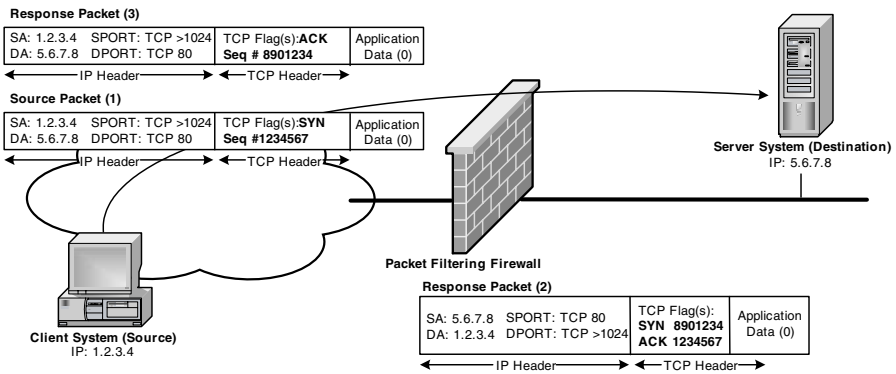 Response Packet (3)
SA: 1.2.3.4 SPORT: TCP >1024 TCP Flag(s):ACK Application
DA: 5.6.7.8 DPORT: TCP 80 Seq # 8901234 Data (0)
IP Header TCP Header
Source Packet (1)
SA: 1.2.3.4 SPORT: TCP >1024 TCP Flag(s):SYN Application
DA: 5.6.7.8 DPORT: TCP 80 Seq #1234567 Data (0)
IP Header TCP Header
Server System (Destination)
IP: 5.6.7.8
Packet Filtering Firewall
Client System (Source)
IP: 1.2.3.4
Response Packet (2)
SA: 5.6.7.8 SPORT: TCP 80 TCP Flag(s): Application
DA: 1.2.3.4 DPORT: TCP >1024 SYN 8901234 Data (0)
ACK 1234567
IP Header TCP Header